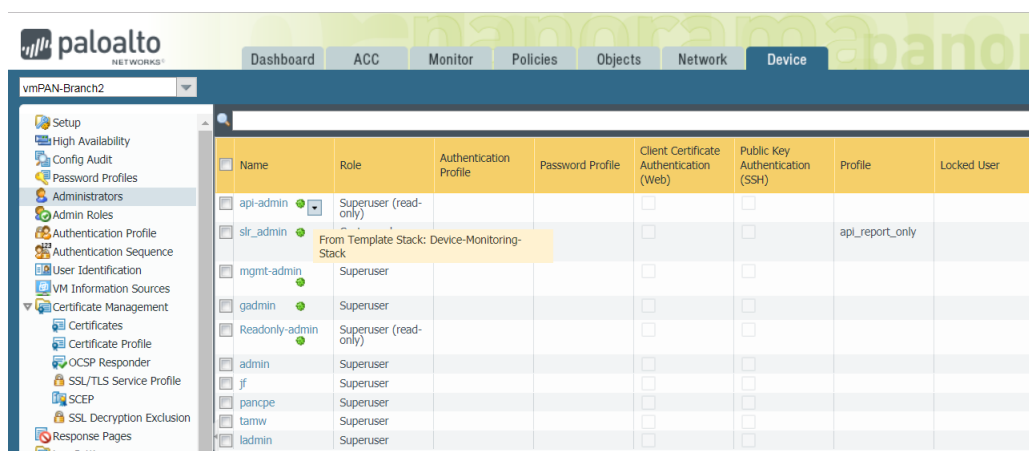 panorama
panor
paloalto
NETWORKS®
Dashboard ACC Monitor Policies Objects Network Device
vmPAN-Branch2
Setup
High Availability
Config Audit
Password Profiles
Administrators
Admin Roles
Authentication Profile
Authentication Sequence
User Identification
VM Information Sources
Certificate Management
Certificates
Certificate Profile
OCSP Responder
SSL/TLS Service Profile
SCEP
SSL Decryption Exclusion
Response Pages
Name Role Authentication Profile Password Profile Client Certificate Authentication (Web) Public Key Authentication (SSH) Profile Locked User
api-admin Superuser (read-
only)
slr_admin api_report_only
From Template Stack: Device-Monitoring-
Stack
mgmt-admin Superuser
gadmin Superuser
Readonly-admin Superuser (read-
only)
admin Superuser
jf Superuser
pancpe Superuser
tamw Superuser
ladmin Superuser